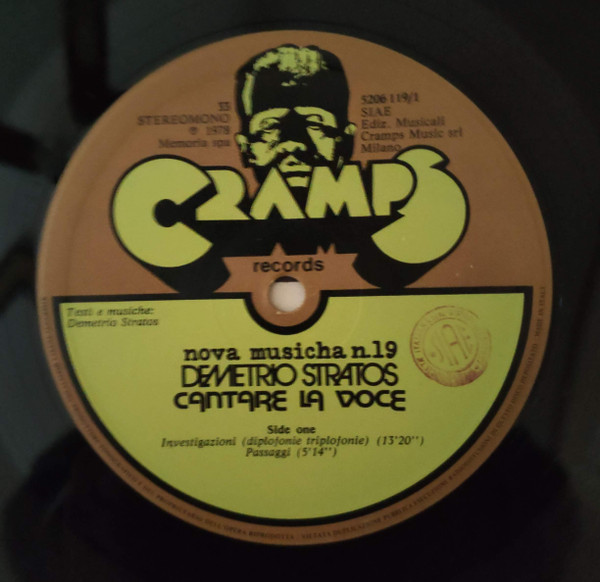 33
STEREOMONO
℗ 1978
Memoria spa
5206 119/1
SIAE
Ediz. Musicali
Cramps Music srl
Milano
CRAMPS
records
Testi e musiche:
Demetrio Stratos
nova musicha n.19
DEMETRIO STRATOS
CANTARE LA VOCE
SIAE
Side one
Investigazioni (diplofonie triplofonie) (13'20'')
Passaggi (5'14'')